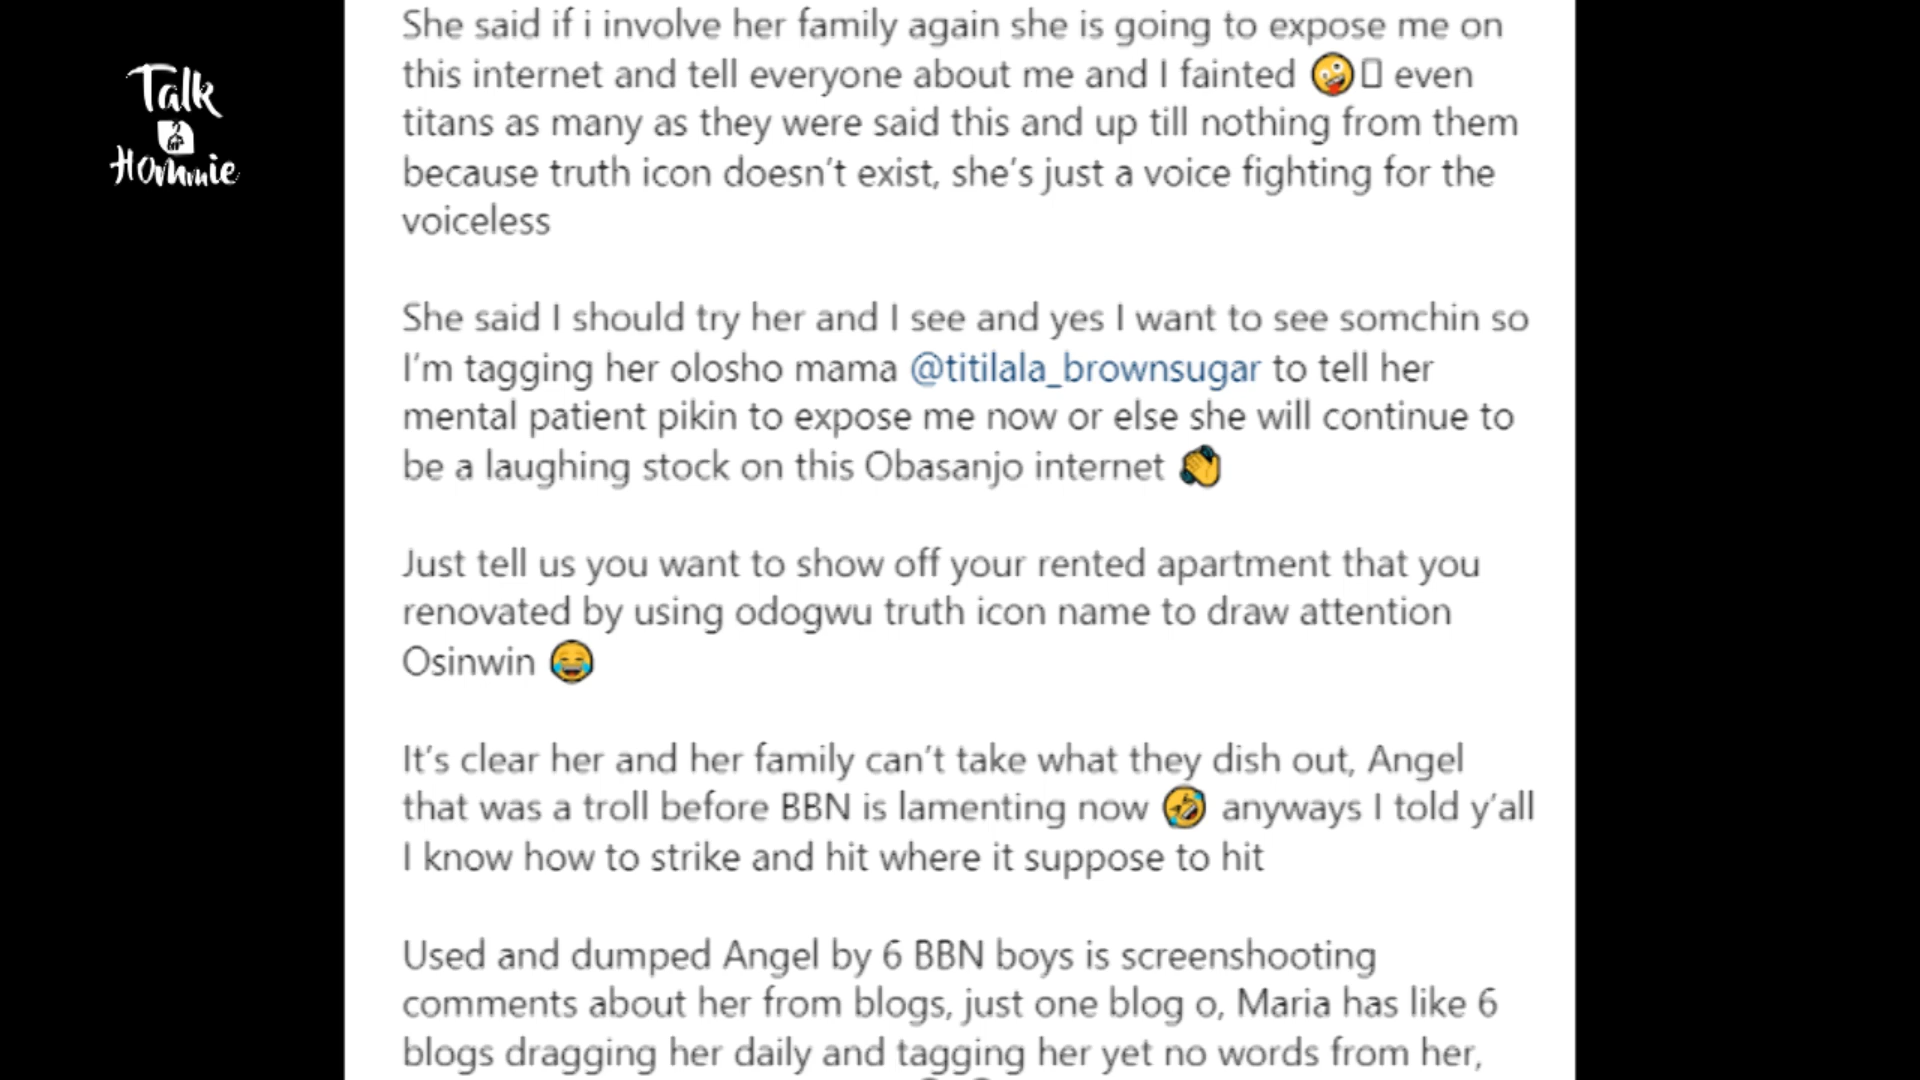 Talk
2
Hommie
She said if i involve her family again she is going to expose me on
this internet and tell everyone about me and I fainted 🤪 even
titans as many as they were said this and up till nothing from them
because truth icon doesn’t exist, she’s just a voice fighting for the
voiceless
She said I should try her and I see and yes I want to see somchin so
I’m tagging her olosho mama @titilala_brownsugar to tell her
mental patient pikin to expose me now or else she will continue to
be a laughing stock on this Obasanjo internet 👏
Just tell us you want to show off your rented apartment that you
renovated by using odogwu truth icon name to draw attention
Osinwin 😂
It’s clear her and her family can’t take what they dish out, Angel
that was a troll before BBN is lamenting now 🤣 anyways I told y’all
I know how to strike and hit where it suppose to hit
Used and dumped Angel by 6 BBN boys is screenshooting
comments about her from blogs, just one blog o, Maria has like 6
blogs dragging her daily and tagging her yet no words from her,